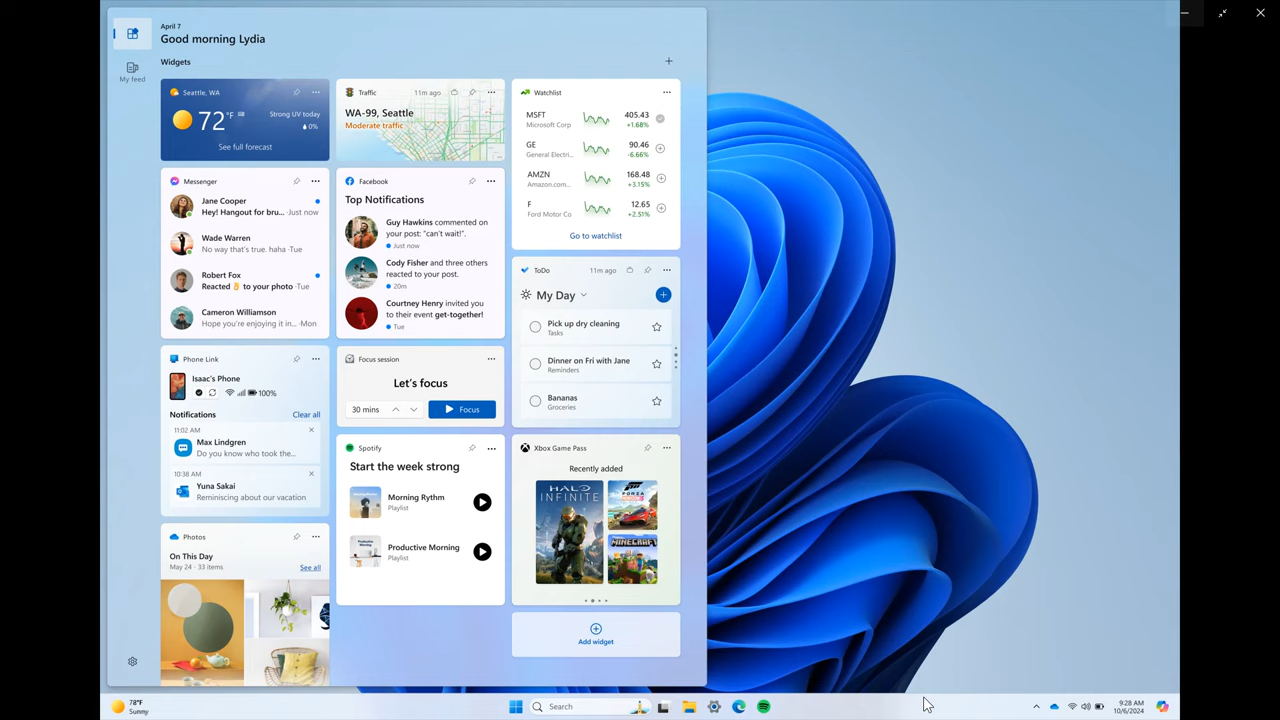 April 7
Good morning Lydia
Widgets
My feed
Seattle, WA
72 °F
Strong UV today
0%
See full forecast
Traffic
11m ago
WA-99, Seattle
Moderate traffic
Watchlist
MSFT
Microsoft Corp
405.43
+1.68%
GE
General Electri...
90.46
-6.66%
AMZN
Amazon.com...
168.48
+3.15%
F
Ford Motor Co
12.65
+2.51%
Go to watchlist
Messenger
Jane Cooper
Hey! Hangout for bru... ·Just now
Wade Warren
No way that's true. haha ·Tue
Robert Fox
Reacted 👌 to your photo ·Tue
Cameron Williamson
Hope you're enjoying it in... ·Mon
Facebook
Top Notifications
Guy Hawkins commented on
your post: "can't wait!".
Just now
Cody Fisher and three others
reacted to your post.
20m
Courtney Henry invited you
to their event get-together!
Tue
ToDo
11m ago
My Day
Pick up dry cleaning
Tasks
Dinner on Fri with Jane
Reminders
Bananas
Groceries
Phone Link
Isaac's Phone
100%
Notifications
Clear all
11:02 AM
Max Lindgren
Do you know who took the...
10:38 AM
Yuna Sakai
Reminiscing about our vacation
Focus session
Let's focus
30 mins
Focus
Spotify
Start the week strong
Morning Rythm
Playlist
Productive Morning
Playlist
Xbox Game Pass
Recently added
HALO
INFINITE
FORZA
MINECRAFT
Photos
On This Day
May 24 · 33 items
See all
Add widget
78°F
Sunny
Search
9:28 AM
10/6/2024